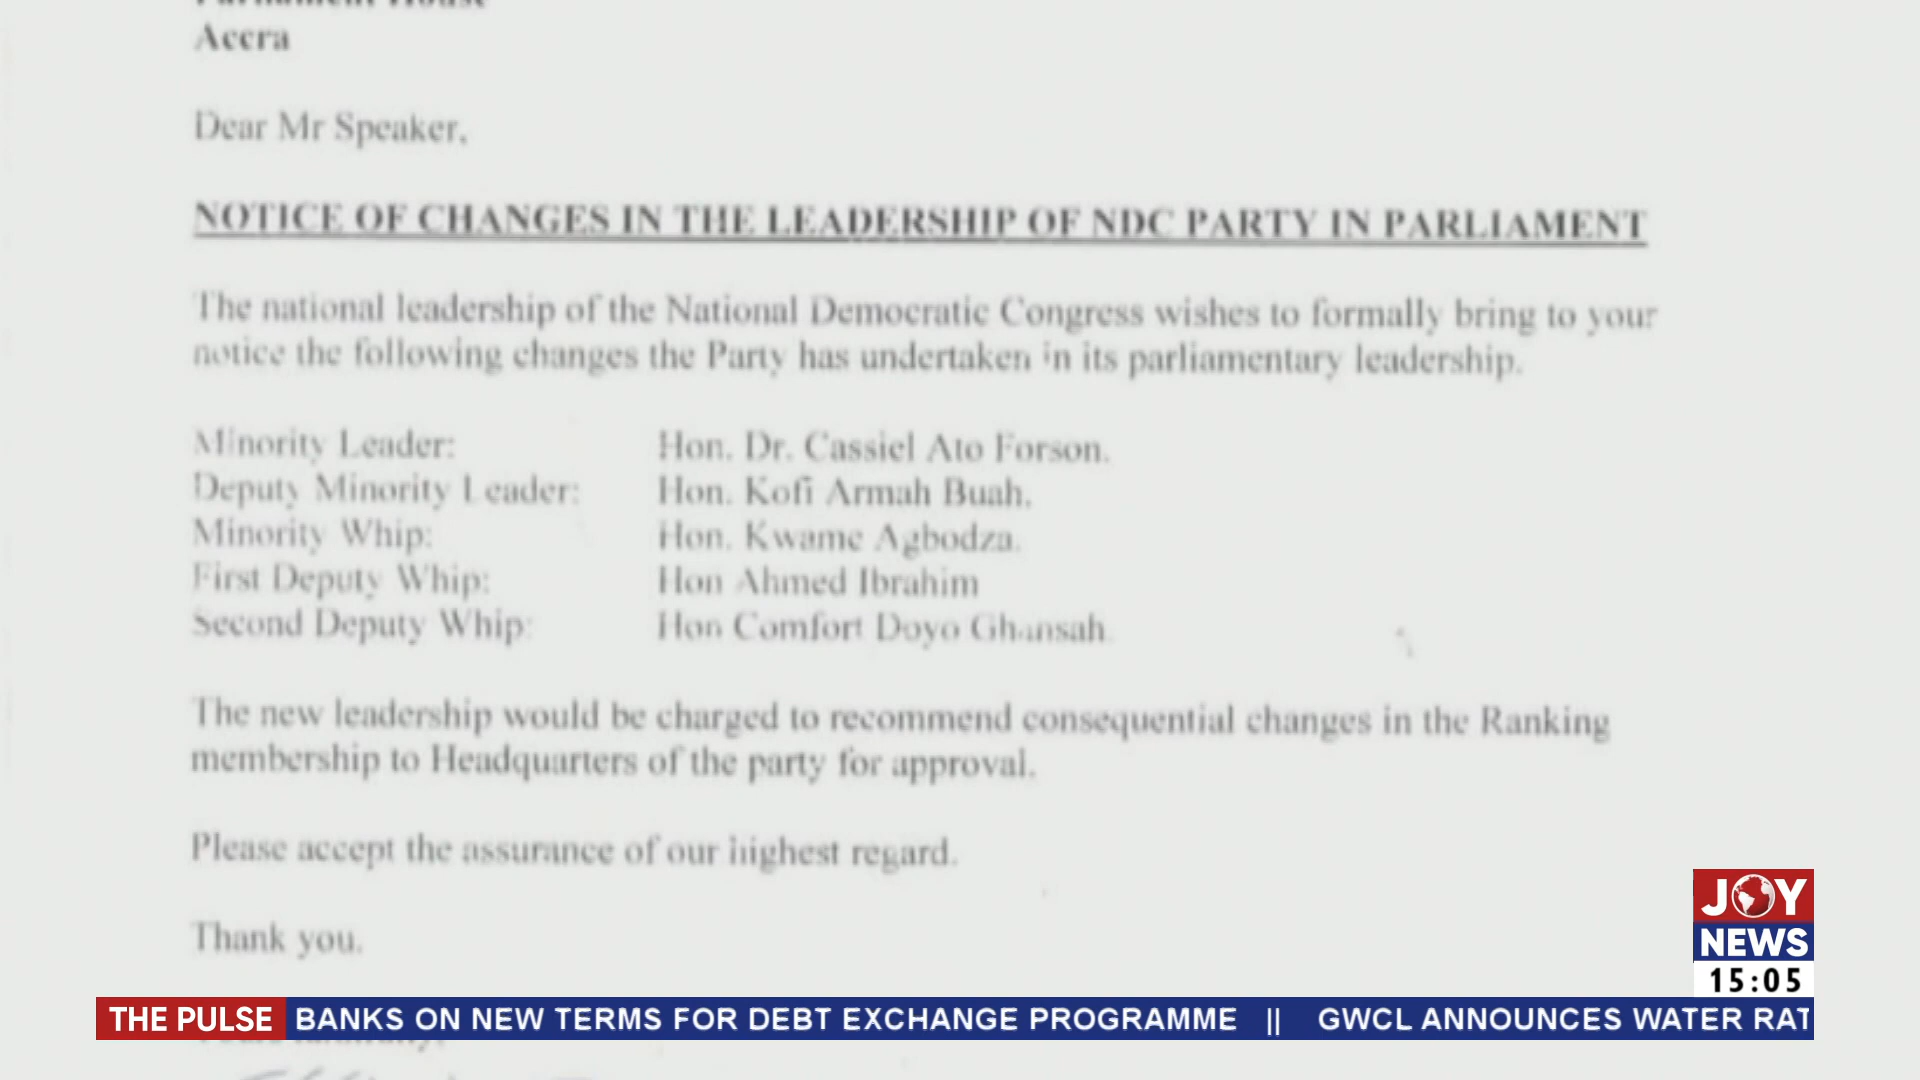 Parliament House
Accra
Dear Mr Speaker,
NOTICE OF CHANGES IN THE LEADERSHIP OF NDC PARTY IN PARLIAMENT
The national leadership of the National Democratic Congress wishes to formally bring to your
notice the following changes the Party has undertaken in its parliamentary leadership.
Minority Leader: Hon. Dr. Cassiel Ato Forson.
Deputy Minority Leader: Hon. Kofi Armah Buah.
Minority Whip: Hon. Kwame Agbodza.
First Deputy Whip: Hon Ahmed Ibrahim
Second Deputy Whip: Hon Comfort Doyo Ghansah.
The new leadership would be charged to recommend consequential changes in the Ranking
membership to Headquarters of the party for approval.
Please accept the assurance of our highest regard.
Thank you.
JOY
NEWS
15:05
THE PULSE BANKS ON NEW TERMS FOR DEBT EXCHANGE PROGRAMME || GWCL ANNOUNCES WATER RAT